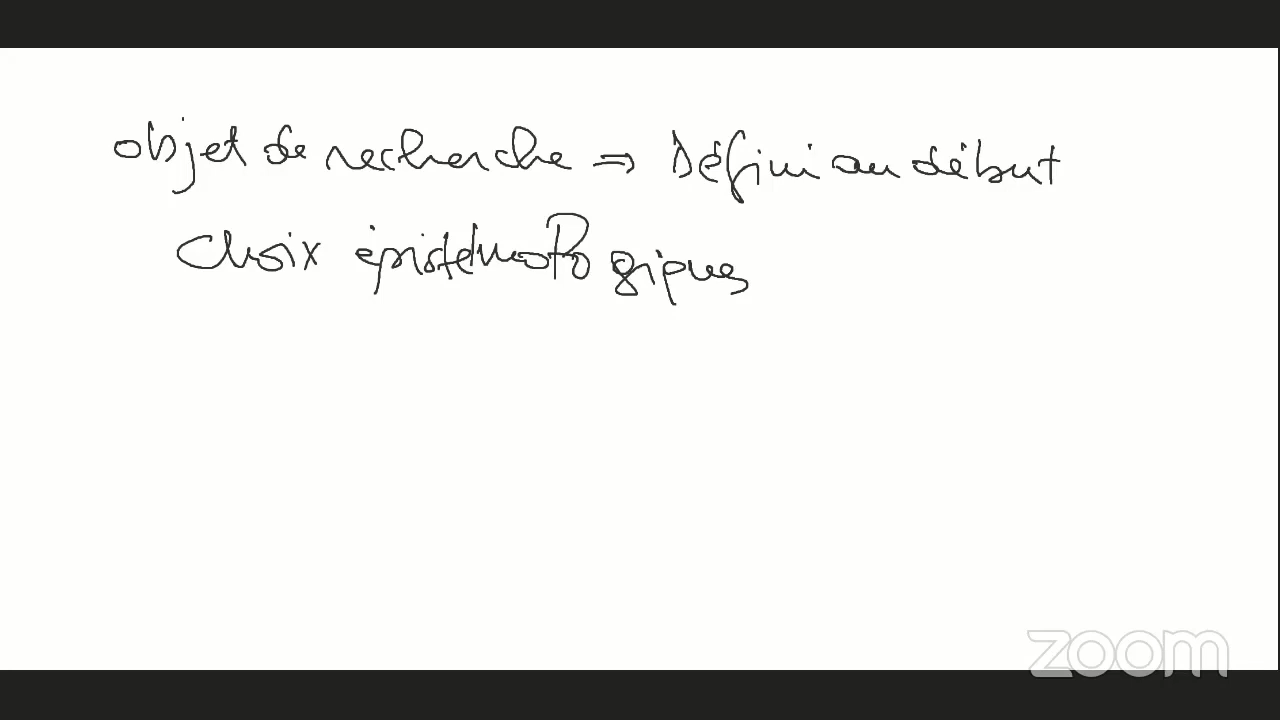 objet de recherche => Défini au début
Choix épistémologiques
zoom